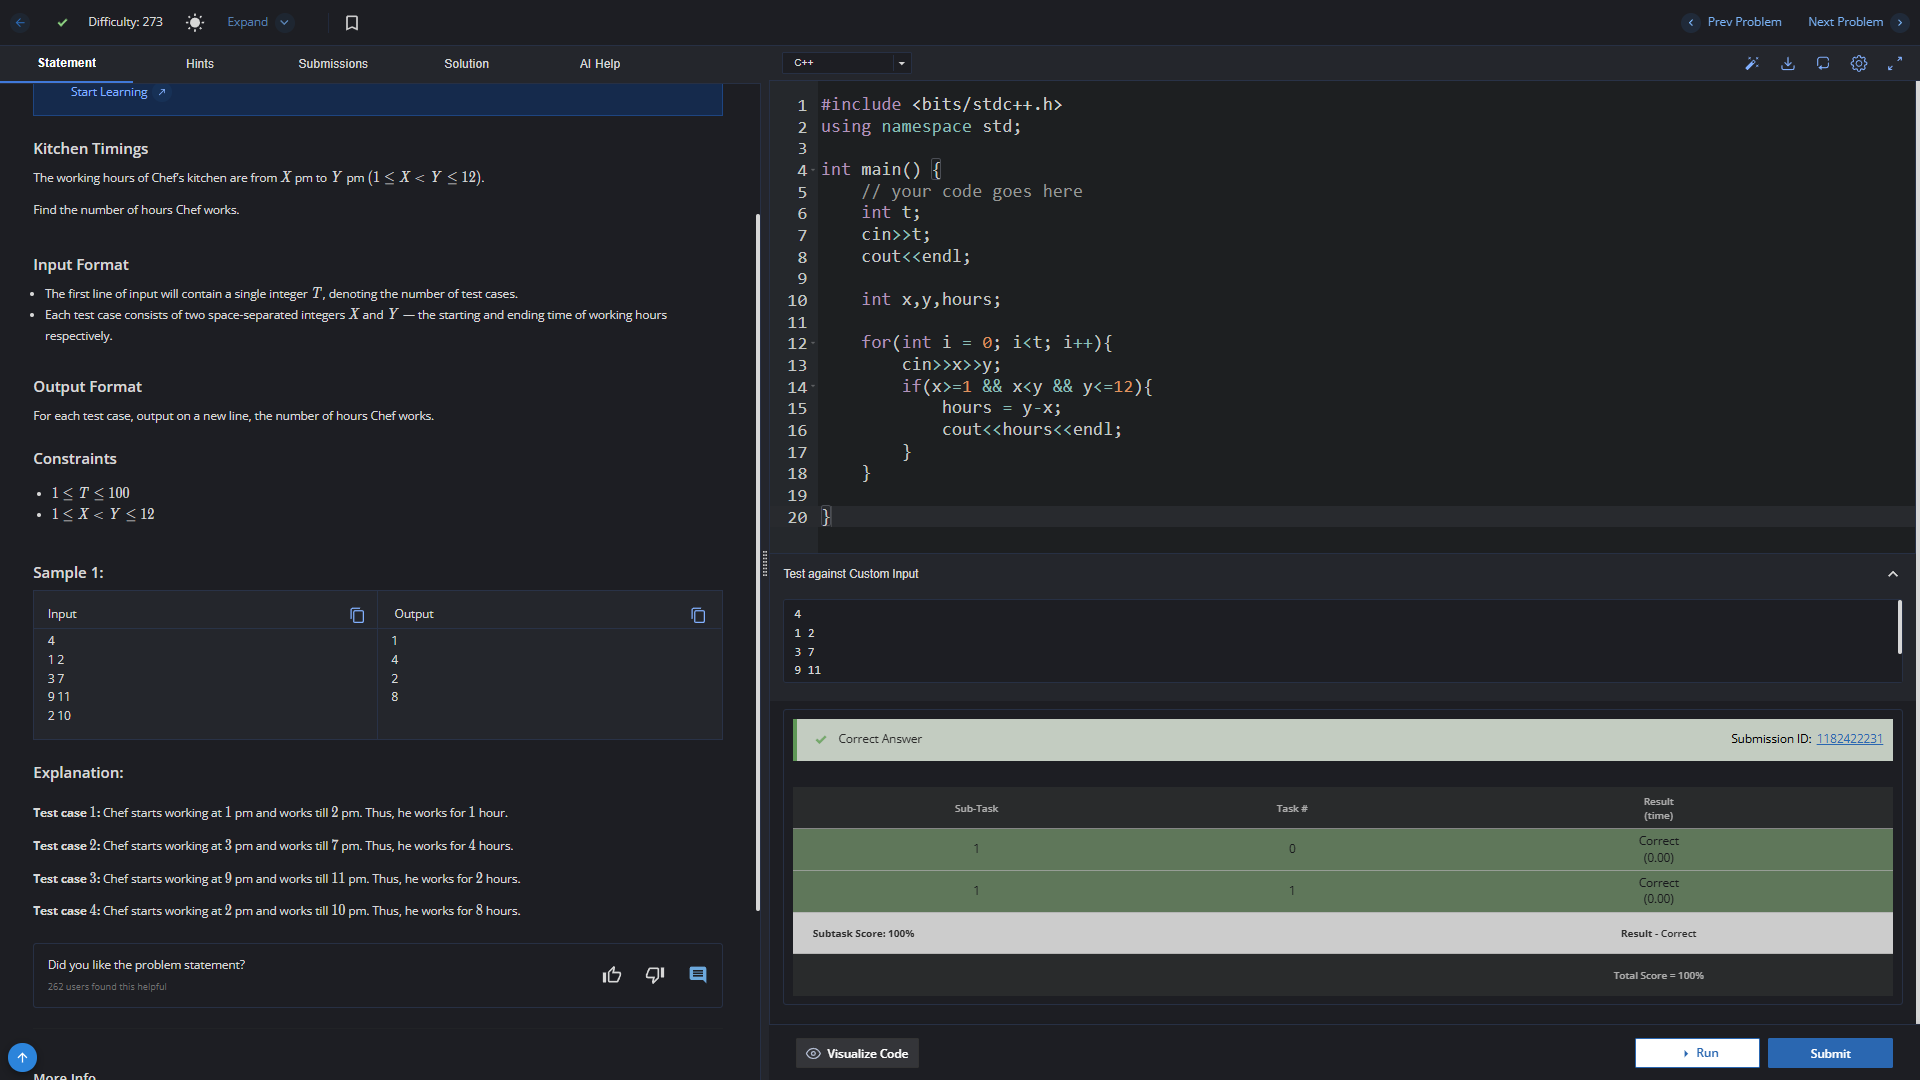 Difficulty: 273
Expand
Prev Problem
Next Problem
Statement
Hints
Submissions
Solution
AI Help
Start Learning
Kitchen Timings
The working hours of Chef's kitchen are from X pm to Y pm (1 ≤ X < Y ≤ 12).
Find the number of hours Chef works.
Input Format
• The first line of input will contain a single integer T, denoting the number of test cases.
• Each test case consists of two space-separated integers X and Y — the starting and ending time of working hours
respectively.
Output Format
For each test case, output on a new line, the number of hours Chef works.
Constraints
• 1 ≤ T ≤ 100
• 1 ≤ X < Y ≤ 12
Sample 1:
Input
Output
4
1 2
3 7
9 11
2 10
1
4
2
8
Explanation:
Test case 1: Chef starts working at 1 pm and works till 2 pm. Thus, he works for 1 hour.
Test case 2: Chef starts working at 3 pm and works till 7 pm. Thus, he works for 4 hours.
Test case 3: Chef starts working at 9 pm and works till 11 pm. Thus, he works for 2 hours.
Test case 4: Chef starts working at 2 pm and works till 10 pm. Thus, he works for 8 hours.
Did you like the problem statement?
262 users found this helpful
More Info
C++
1 #include <bits/stdc++.h>
2 using namespace std;
3
4 int main() {
5     // your code goes here
6     int t;
7     cin>>t;
8     cout<<endl;
9
10     int x,y,hours;
11
12     for(int i = 0; i<t; i++){
13         cin>>x>>y;
14         if(x>=1 && x<y && y<=12){
15             hours = y-x;
16             cout<<hours<<endl;
17         }
18     }
19
20 }
Test against Custom Input
4
1 2
3 7
9 11
Correct Answer
Submission ID: 1182422231
Sub-Task
Task #
Result
(time)
1
0
Correct
(0.00)
1
1
Correct
(0.00)
Subtask Score: 100%
Result - Correct
Total Score = 100%
Visualize Code
Run
Submit